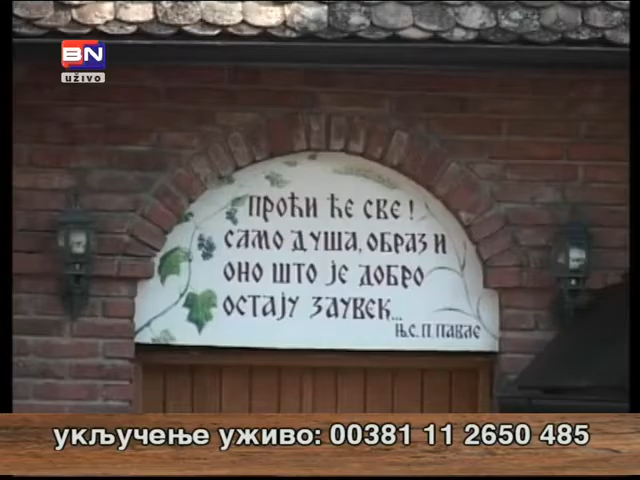 BN
uživo
ПРОЋИ ЋЕ СВЕ!
САМО ДУША, ОБРАЗ И
ОНО ШТО ЈЕ ДОБРО
ОСТАЈУ ЗАУВЕК...
Њ.С.П. ПАВЛЕ
укључење уживо: 00381 11 2650 485